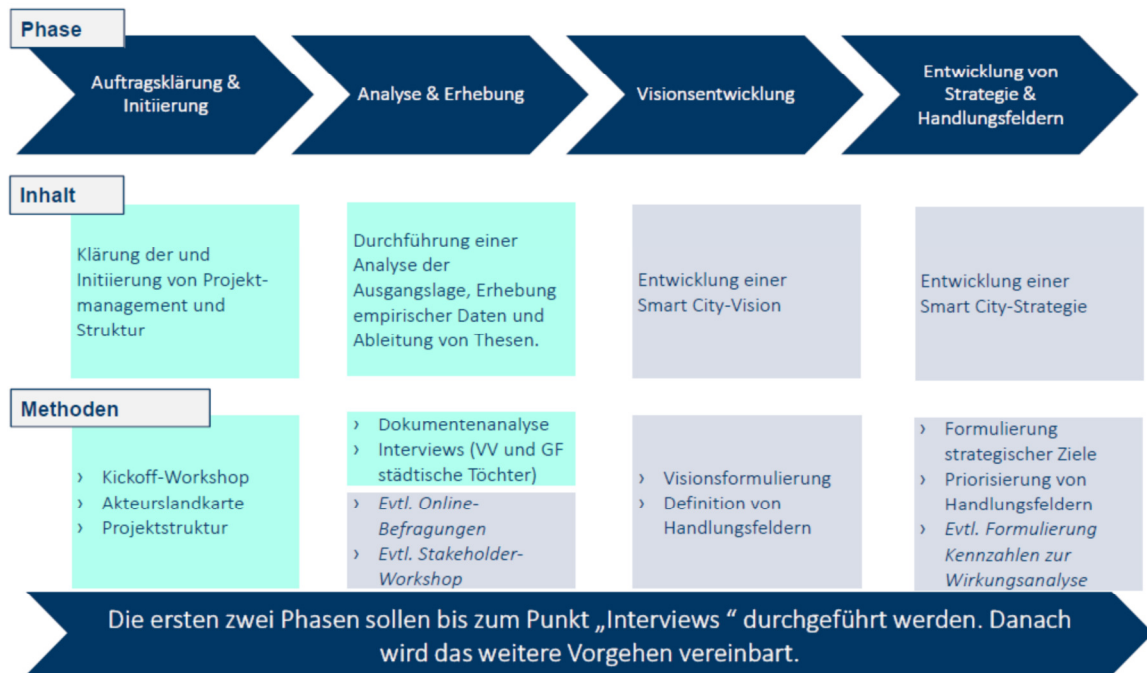 Phase
Auftragsklärung &
Initiierung
Analyse & Erhebung
Visionsentwicklung
Entwicklung von
Strategie &
Handlungsfeldern
Inhalt
Klärung der und
Initiierung von Projekt-
management und
Struktur
Durchführung einer
Analyse der
Ausgangslage, Erhebung
empirischer Daten und
Ableitung von Thesen.
Entwicklung einer
Smart City-Vision
Entwicklung einer
Smart City-Strategie
Methoden
› Kickoff-Workshop
› Akteurslandkarte
› Projektstruktur
› Dokumentenanalyse
› Interviews (VV und GF
städtische Töchter)
› Evtl. Online-
Befragungen
› Evtl. Stakeholder-
Workshop
› Visionsformulierung
› Definition von
Handlungsfeldern
› Formulierung
strategischer Ziele
› Priorisierung von
Handlungsfeldern
› Evtl. Formulierung
Kennzahlen zur
Wirkungsanalyse
Die ersten zwei Phasen sollen bis zum Punkt „Interviews “ durchgeführt werden. Danach
wird das weitere Vorgehen vereinbart.